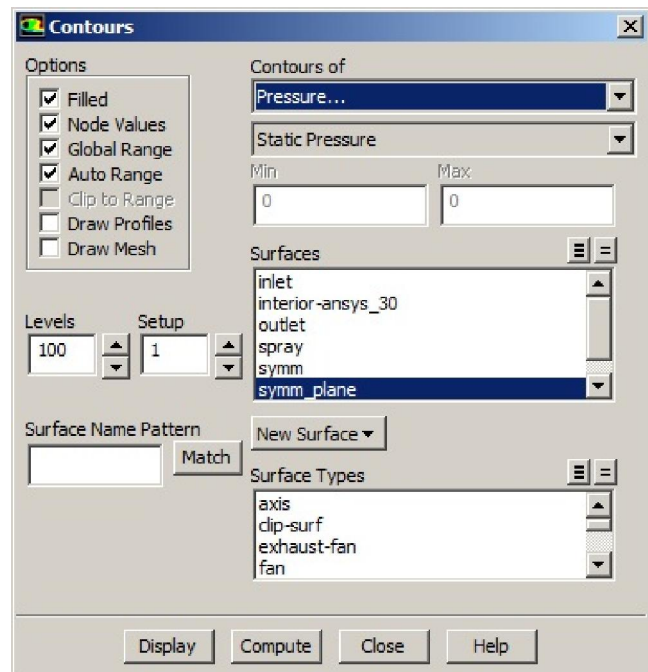 Contours
Options
Filled
Node Values
Global Range
Auto Range
Clip to Range
Draw Profiles
Draw Mesh
Contours of
Pressure...
Static Pressure
Min
Max
0
0
Levels
Setup
100
1
Surfaces
inlet
interior-ansys_30
outlet
spray
symm
symm_plane
Surface Name Pattern
Match
New Surface
Surface Types
axis
clip-surf
exhaust-fan
fan
Display
Compute
Close
Help